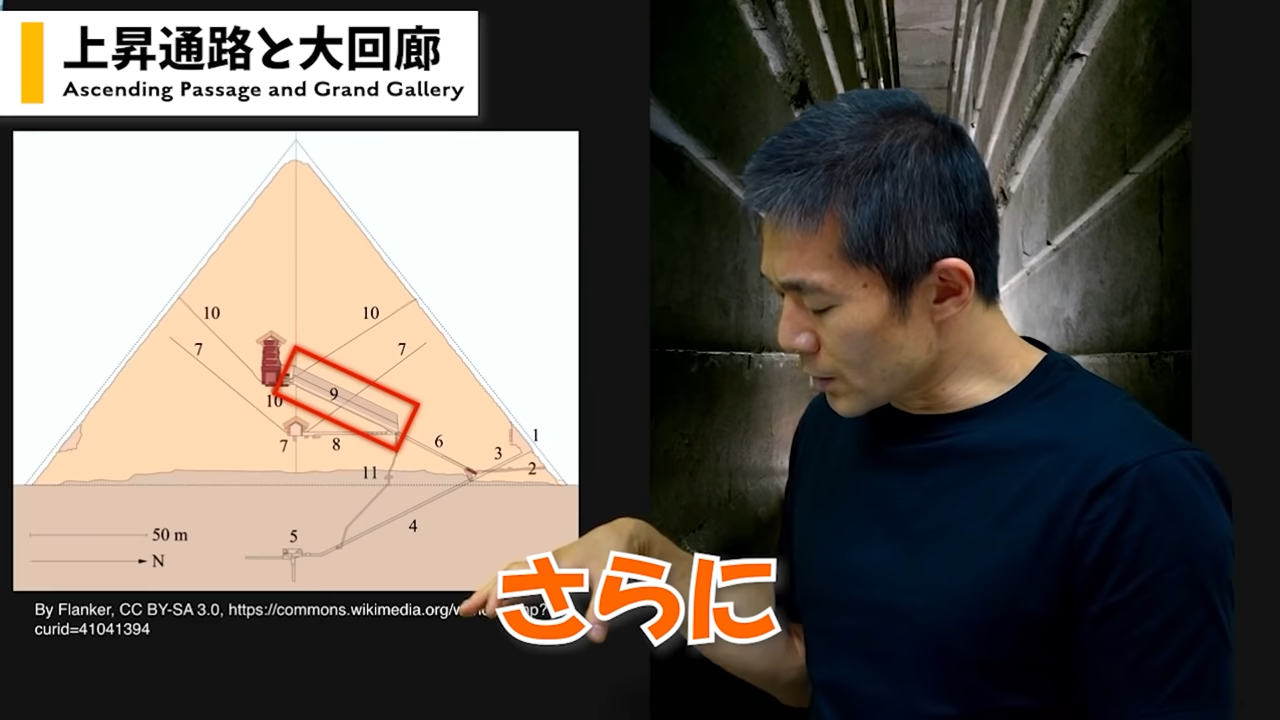 上昇通路と大回廊
Ascending Passage and Grand Gallery
10
10
7
7
9
10
7
8
6
3
1
2
11
4
50 m
5
N
By Flanker, CC BY-SA 3.0, https://commons.wikimedia.org/
curid=41041394
さらに